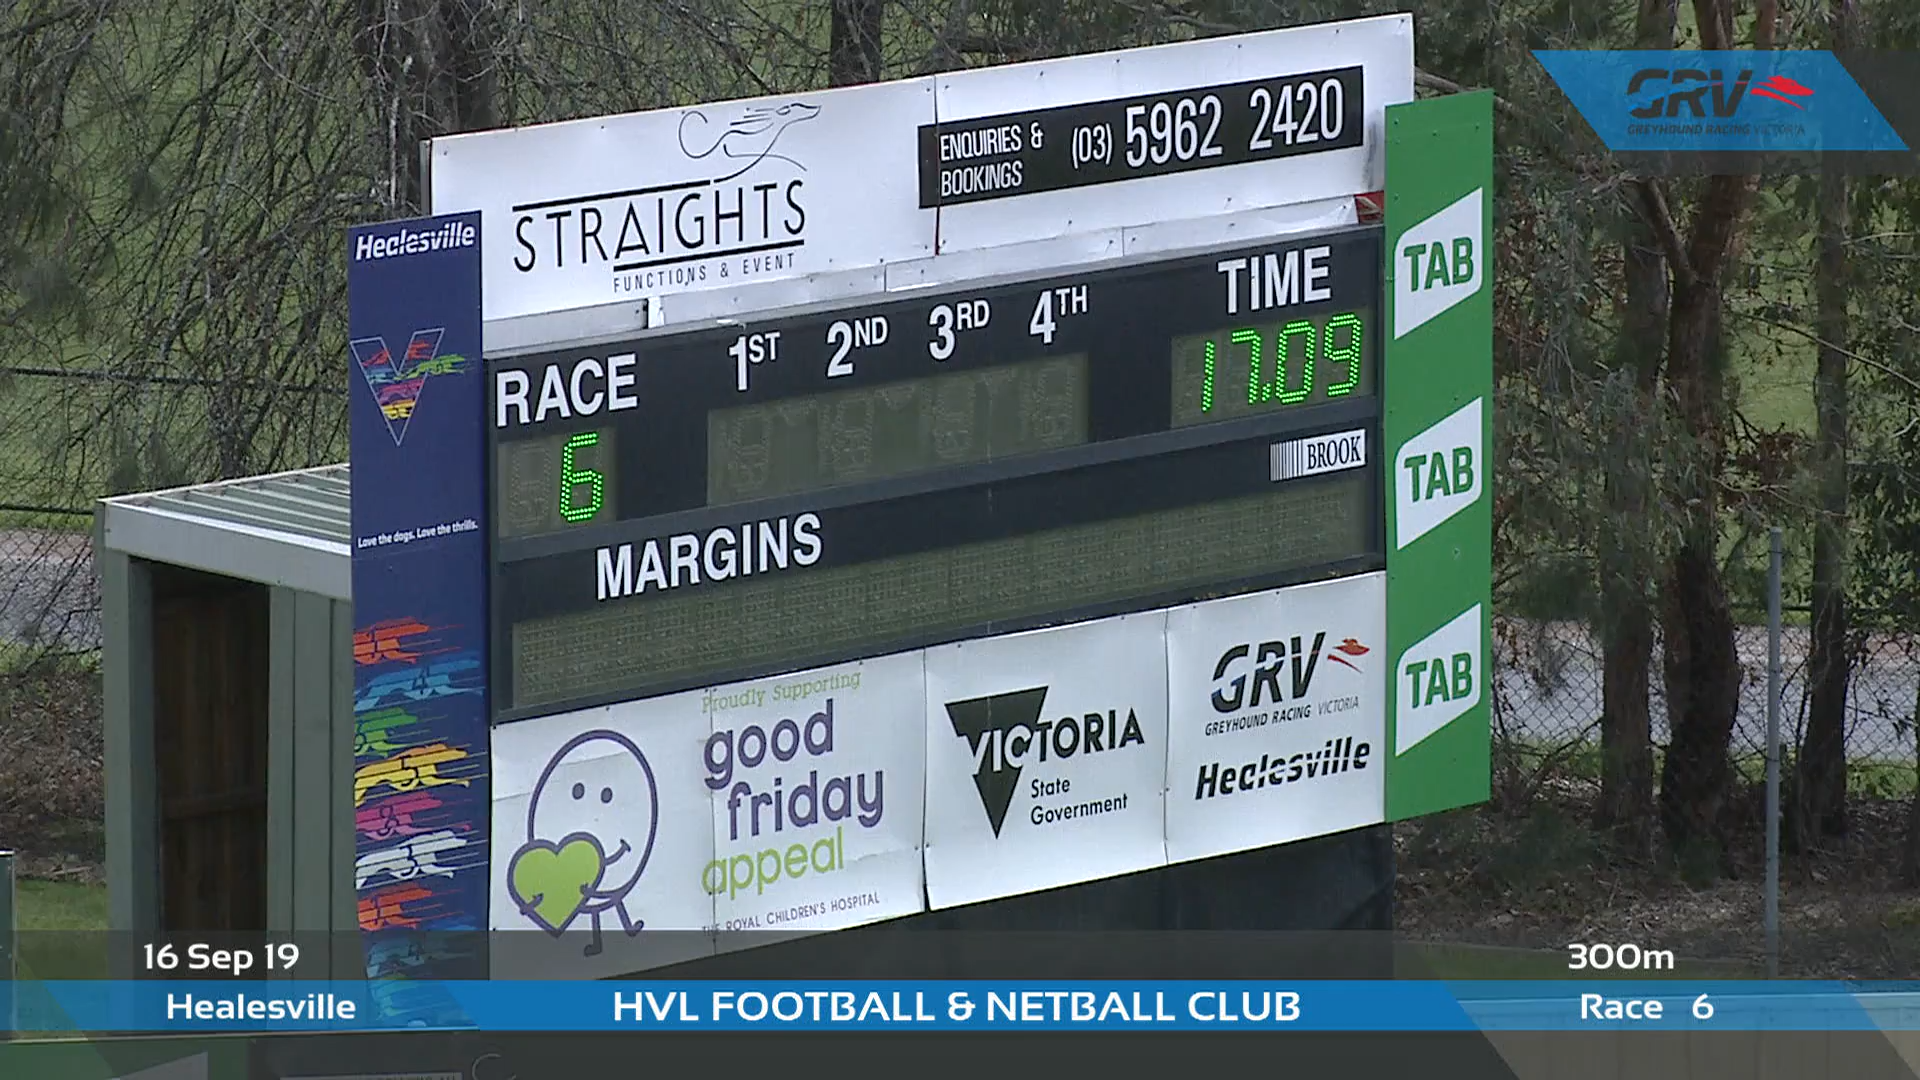 GRV
GREYHOUND RACING VICTORIA
STRAIGHTS
FUNCTIONS & EVENT
ENQUIRIES & BOOKINGS (03) 5962 2420
Healesville
Love the dogs. Love the thrills.
RACE 1ST 2ND 3RD 4TH TIME
6 17.09
BROOK
MARGINS
TAB
TAB
TAB
Proudly Supporting
good
friday
appeal
THE ROYAL CHILDREN'S HOSPITAL
VICTORIA
State
Government
GRV
GREYHOUND RACING VICTORIA
Healesville
16 Sep 19
300m
Healesville
HVL FOOTBALL & NETBALL CLUB
Race 6